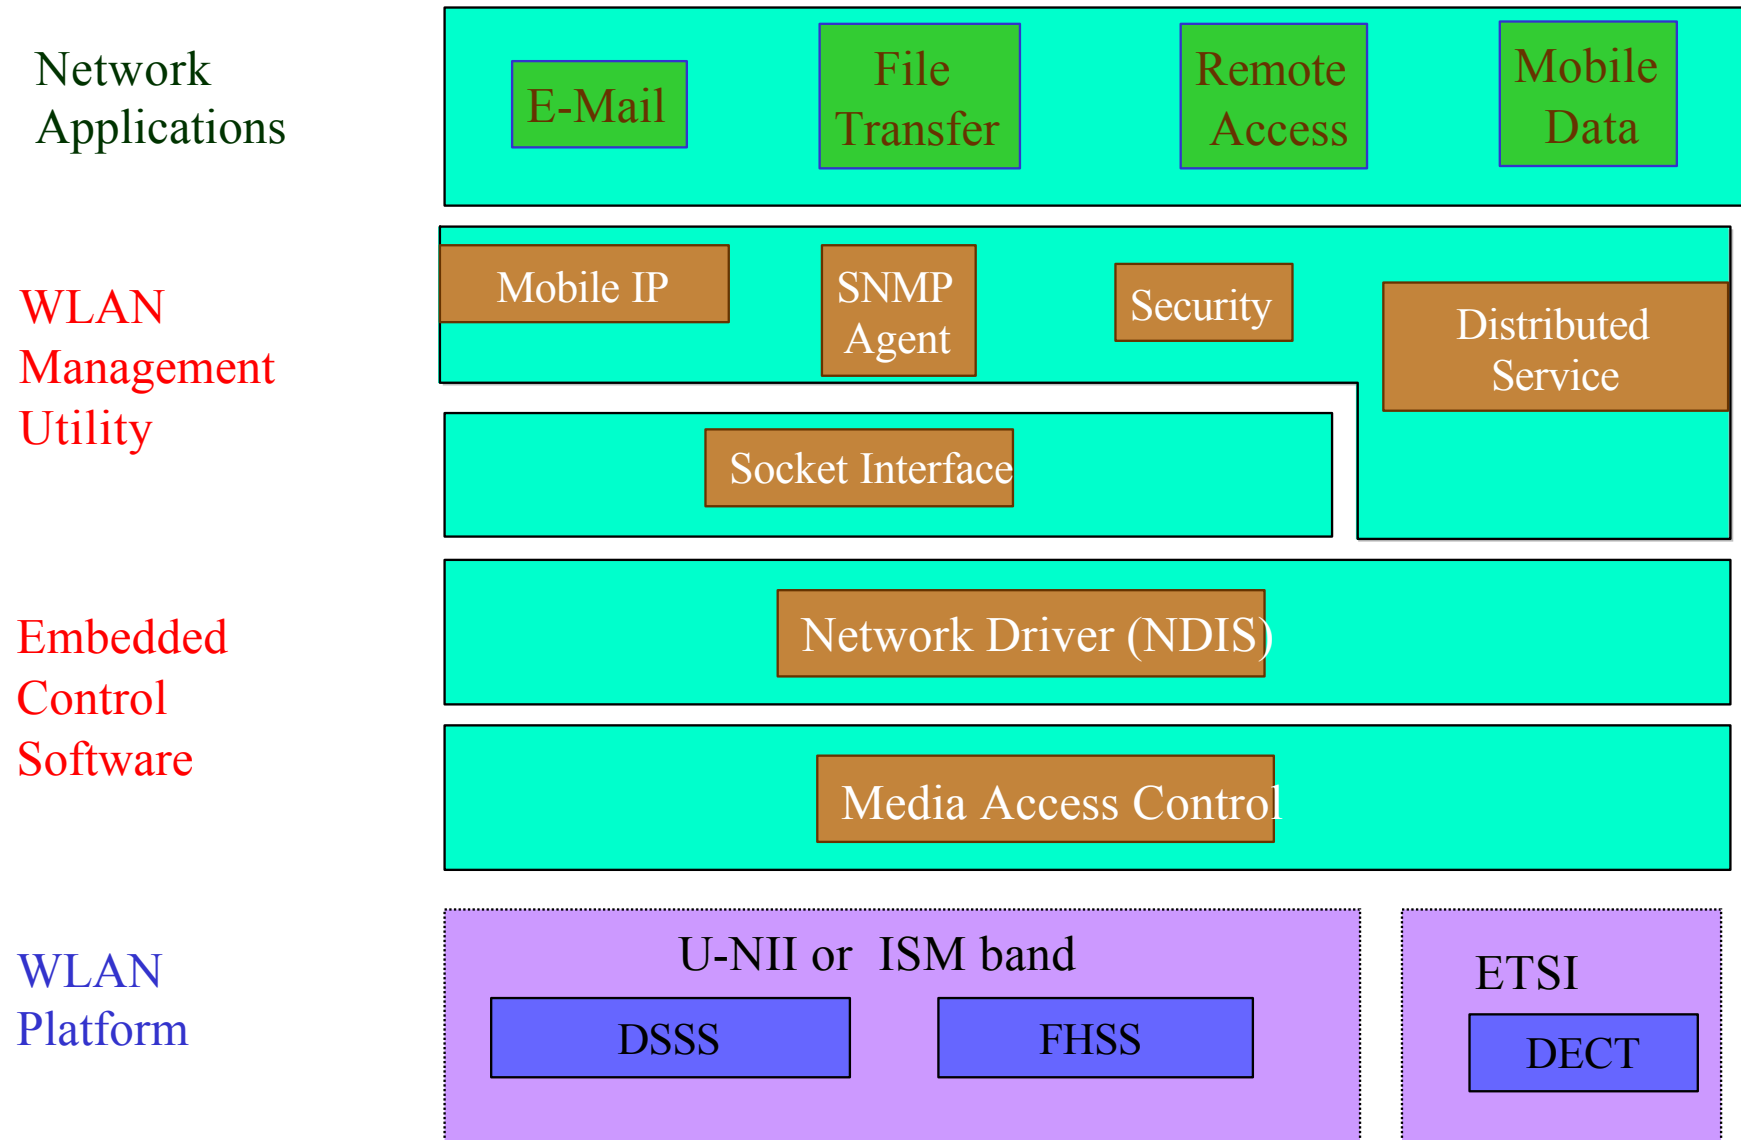 Network
Applications
E-Mail
File
Transfer
Remote
Access
Mobile
Data
WLAN
Management
Utility
Mobile IP
SNMP
Agent
Security
Distributed
Service
Socket Interface
Embedded
Control
Software
Network Driver (NDIS)
Media Access Control
WLAN
Platform
U-NII or ISM band
DSSS
FHSS
ETSI
DECT